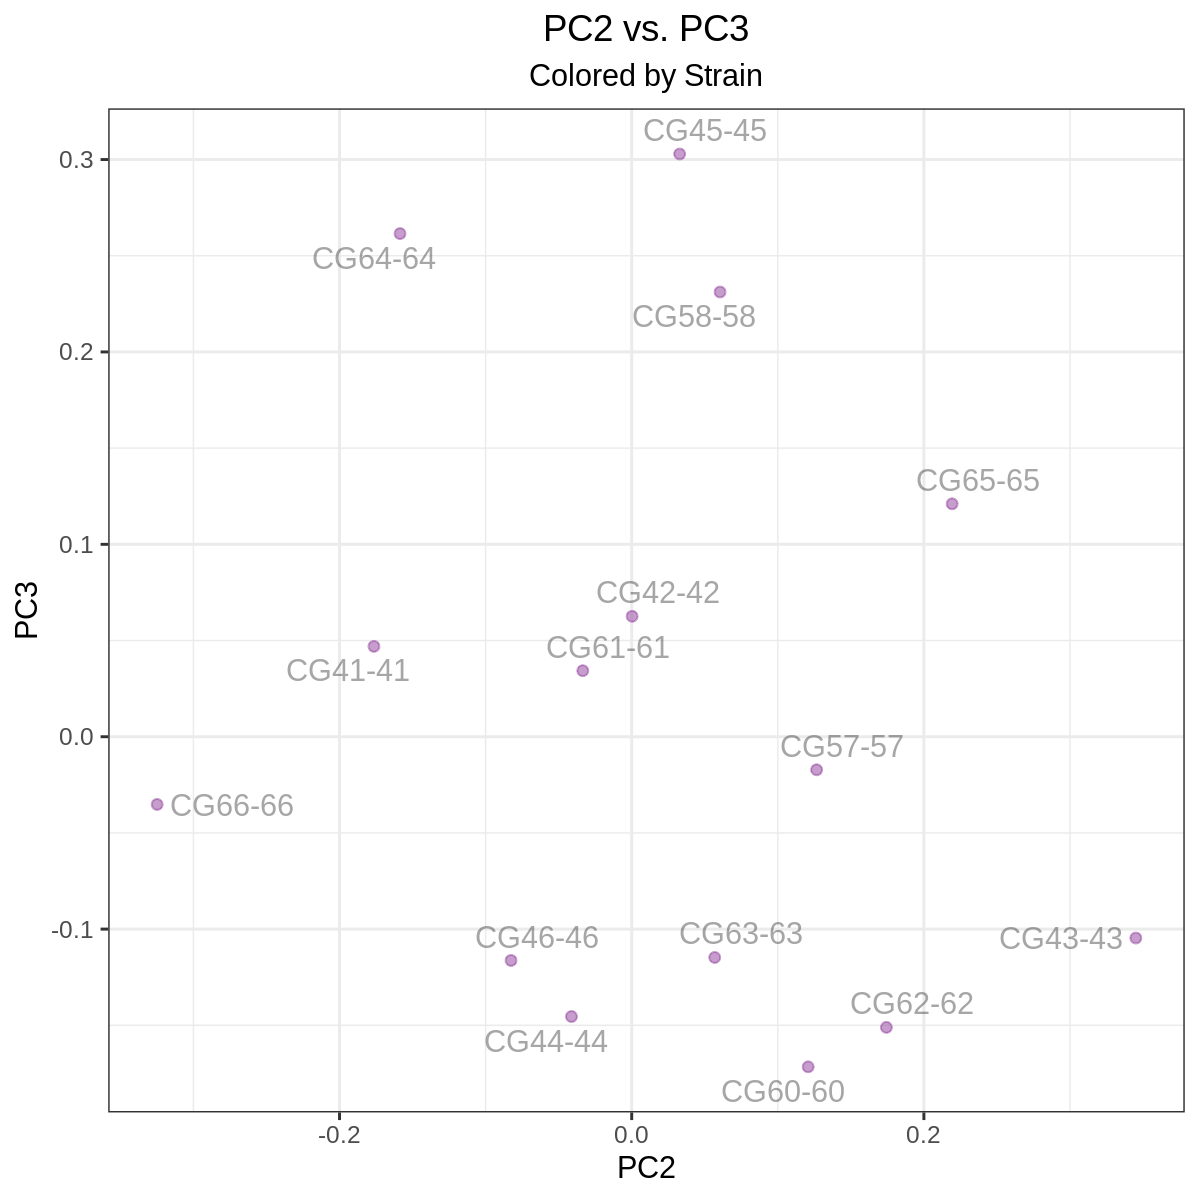 PC2 vs. PC3
Colored by Strain
CG45-45
0.3
CG64-64
CG58-58
0.2
CG65-65
0.1
CG42-42
PC3
CG61-61
CG41-41
0.0
CG57-57
CG66-66
-0.1
CG46-46
CG63-63
CG43-43
CG62-62
CG44-44
CG60-60
-0.2
0.0
0.2
PC2